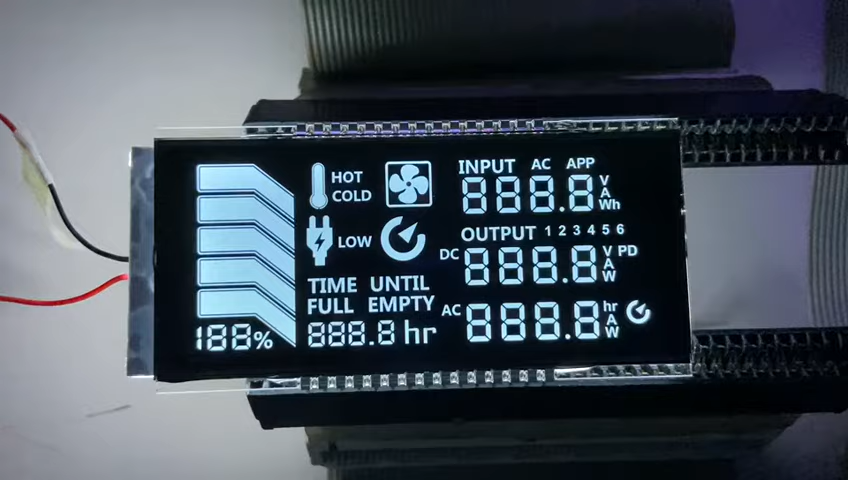 HOT
COLD
LOW
TIME UNTIL
FULL EMPTY
188%
888.8 hr
INPUT AC APP
888.8 V A Wh
OUTPUT 1 2 3 4 5 6
DC 888.8 V A W PD
AC 888.8 hr A W